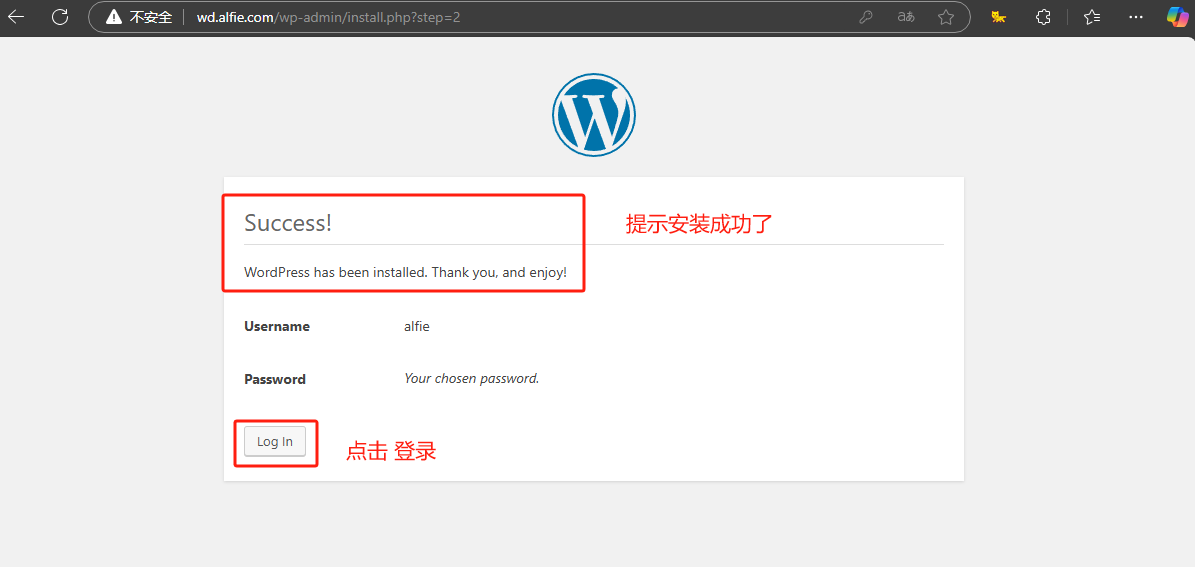 不安全 wd.alfie.com/wp-admin/install.php?step=2
Success!
提示安装成功了
WordPress has been installed. Thank you, and enjoy!
Username alfie
Password Your chosen password.
Log In
点击 登录